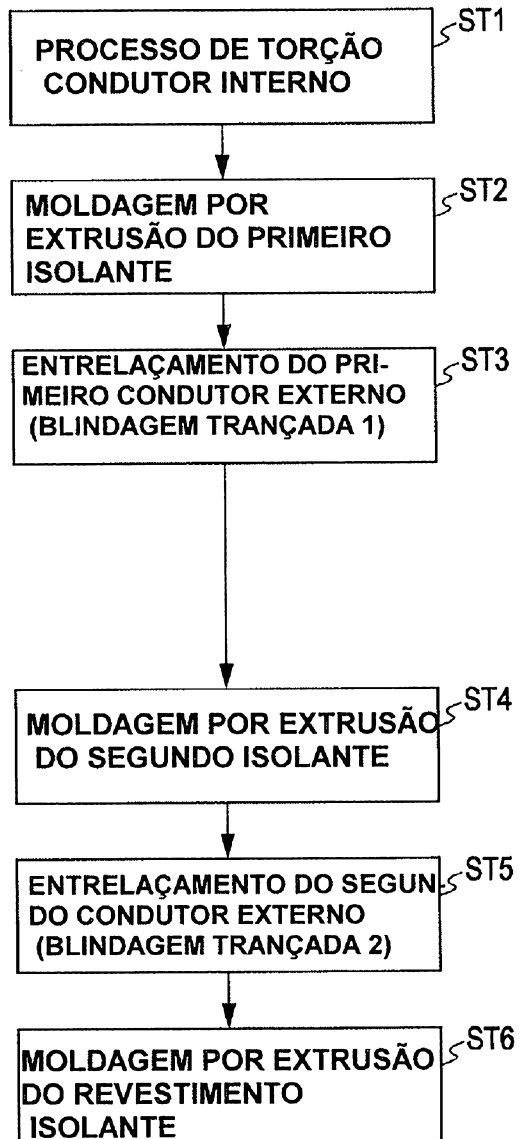 ST1
PROCESSO DE TORÇÃO
CONDUTOR INTERNO
ST2
MOLDAGEM POR
EXTRUSÃO DO PRIMEIRO
ISOLANTE
ST3
ENTRELAÇAMENTO DO PRI-
MEIRO CONDUTOR EXTERNO
(BLINDAGEM TRANÇADA 1)
ST4
MOLDAGEM POR EXTRUSÃO
DO SEGUNDO ISOLANTE
ST5
ENTRELAÇAMENTO DO SEGUN-
DO CONDUTOR EXTERNO
(BLINDAGEM TRANÇADA 2)
ST6
MOLDAGEM POR EXTRUSÃO
DO REVESTIMENTO
ISOLANTE